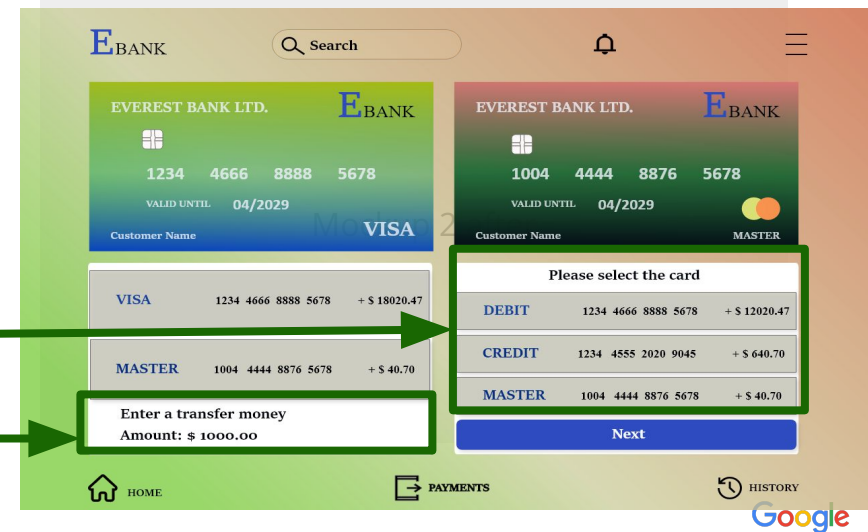 EBANK
Search
EVEREST BANK LTD.
EBANK
1234 4666 8888 5678
VALID UNTIL 04/2029
Customer Name
VISA
EVEREST BANK LTD.
EBANK
1004 4444 8876 5678
VALID UNTIL 04/2029
Customer Name
MASTER
VISA 1234 4666 8888 5678 + $ 18020.47
MASTER 1004 4444 8876 5678 + $ 40.70
Enter a transfer money
Amount: $ 1000.00
Please select the card
DEBIT 1234 4666 8888 5678 + $ 12020.47
CREDIT 1234 4555 2020 9045 + $ 640.70
MASTER 1004 4444 8876 5678 + $ 40.70
Next
HOME
PAYMENTS
HISTORY
Google